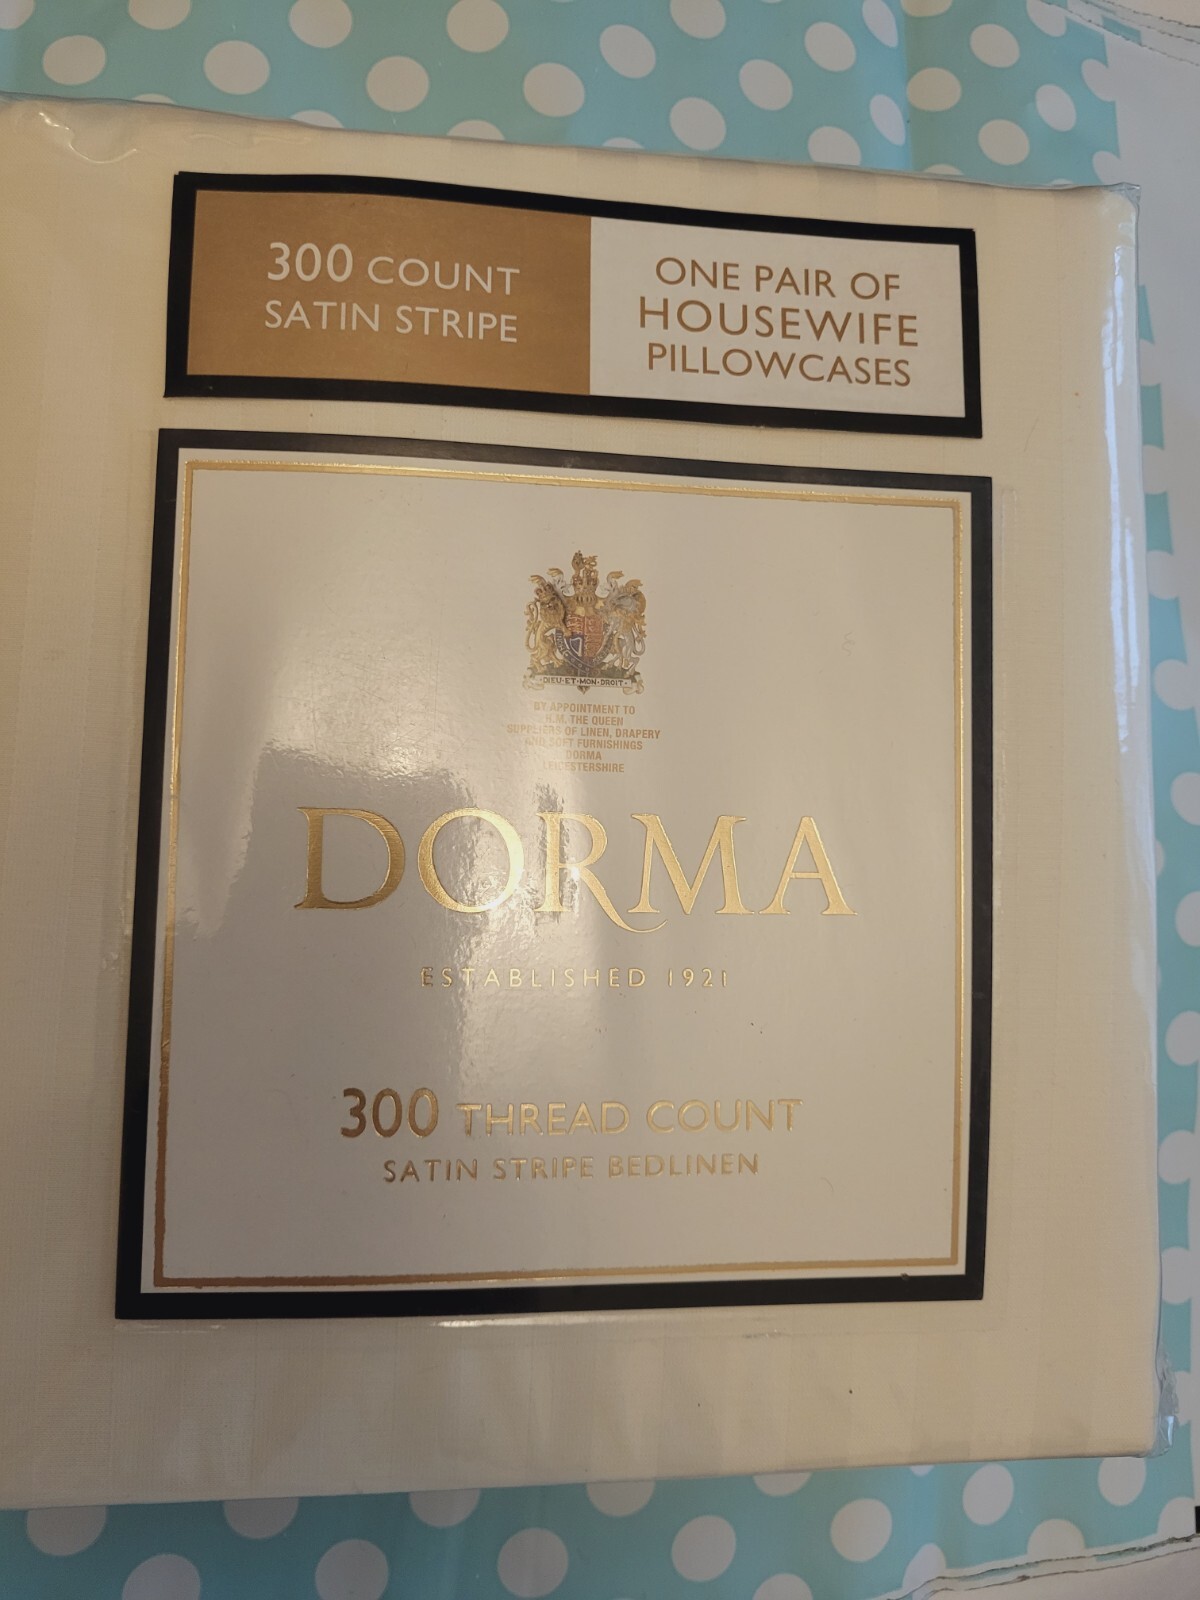 300 COUNT
SATIN STRIPE
ONE PAIR OF
HOUSEWIFE
PILLOWCASES
DIEU·ET·MON·DROIT·
BY APPOINTMENT TO
H.M. THE QUEEN
SUPPLIERS OF LINEN, DRAPERY
AND SOFT FURNISHINGS
DORMA
LEICESTERSHIRE
DORMA
ESTABLISHED 1921
300 THREAD COUNT
SATIN STRIPE BEDLINEN